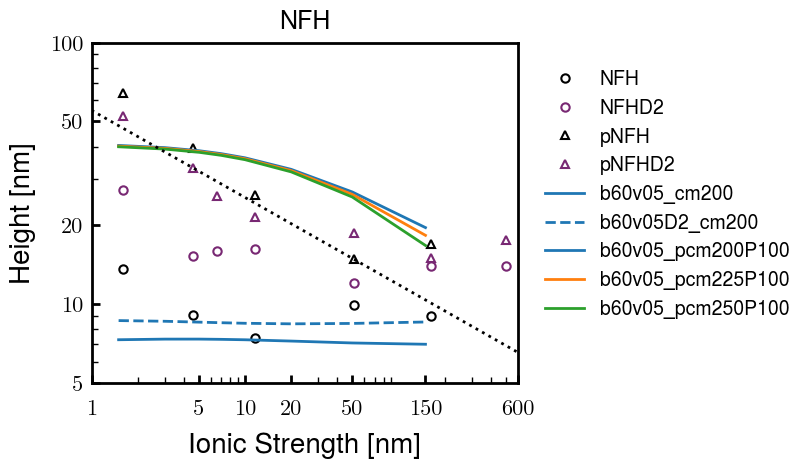 NFH
100
50
20
10
5
Height [nm]
1
5
10
20
50
150
600
Ionic Strength [nm]
NFH
NFHD2
pNFH
pNFHD2
b60v05_cm200
b60v05D2_cm200
b60v05_pcm200P100
b60v05_pcm225P100
b60v05_pcm250P100